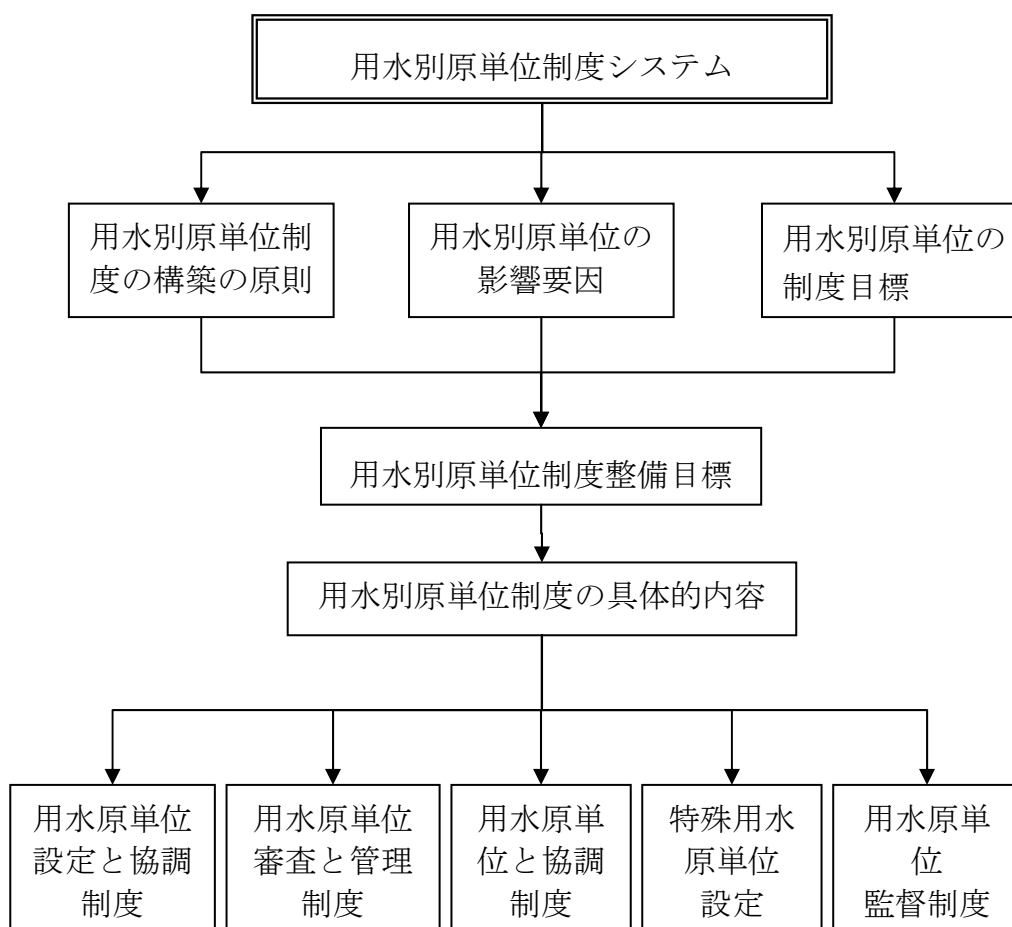 用水別原単位制度システム
用水別原単位制
度の構築の原則
用水別原単位の
影響要因
用水別原単位の
制度目標
用水別原単位制度整備目標
用水別原単位制度の具体的内容
用水原単位
設定と協調
制度
用水原単位
審査と管理
制度
用水原単
位と協調
制度
特殊用水
原単位
設定
用水原単
位
監督制度